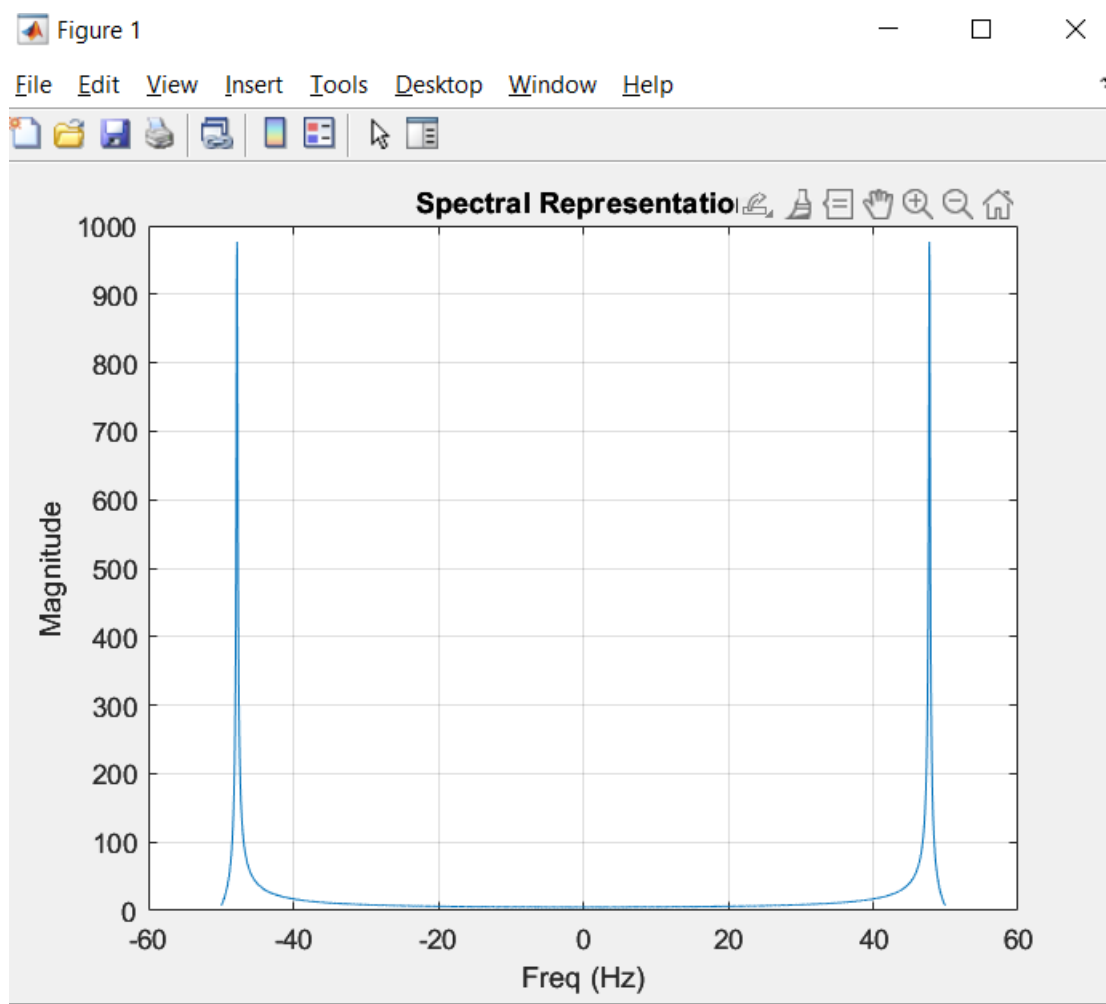 Figure 1
File Edit View Insert Tools Desktop Window Help
Spectral Representation
1000
900
800
700
600
500
400
300
200
100
0
Magnitude
-60 -40 -20 0 20 40 60
Freq (Hz)